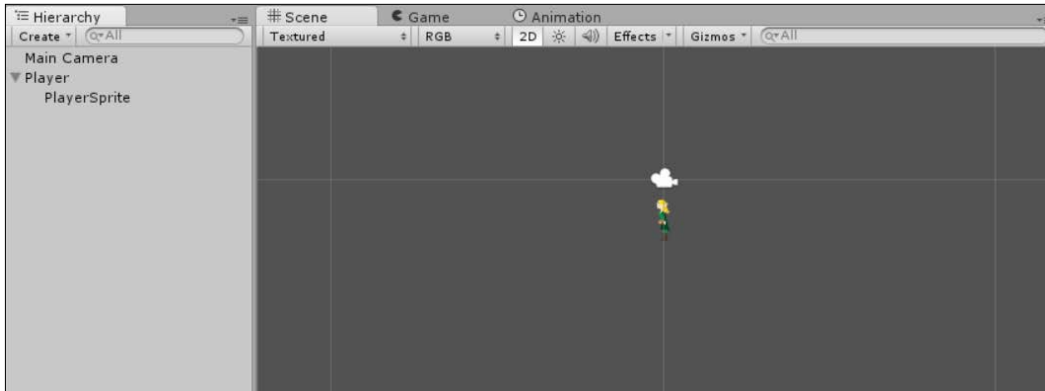 Hierarchy
Create All
Main Camera
Player
PlayerSprite
Scene Game Animation
Textured RGB 2D Effects Gizmos All